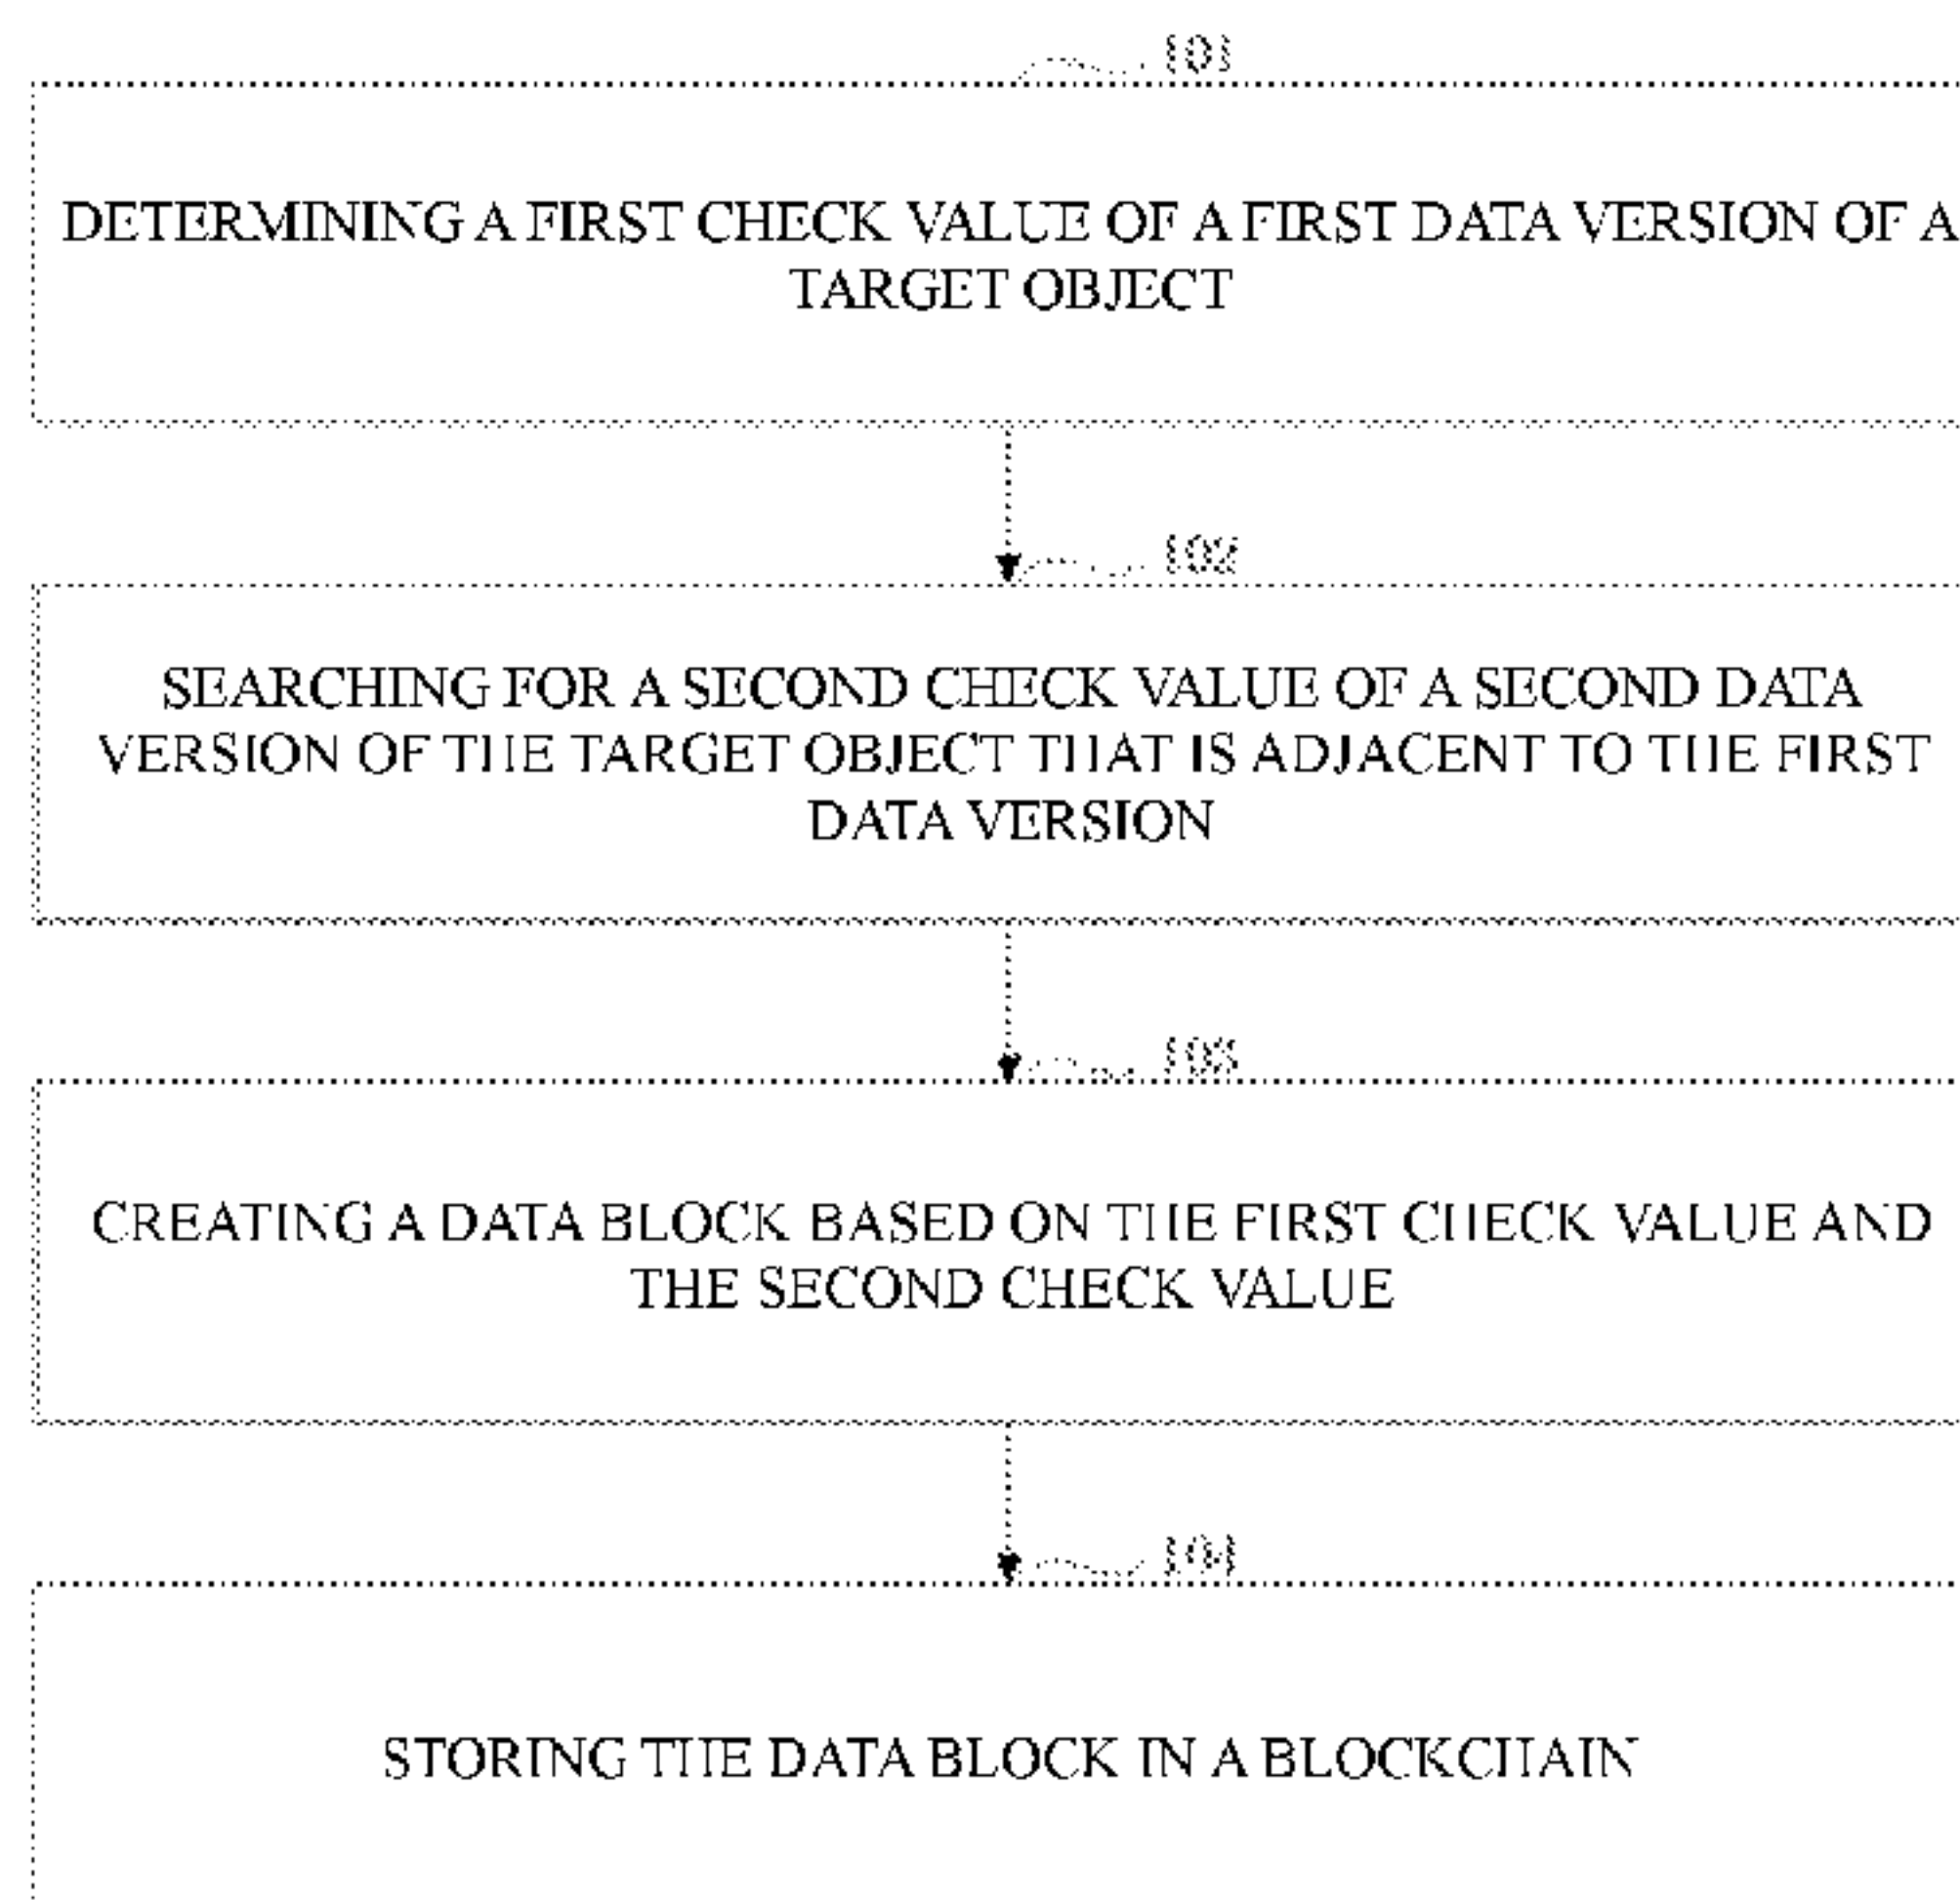 101
DETERMINING A FIRST CHECK VALUE OF A FIRST DATA VERSION OF A
TARGET OBJECT
102
SEARCHING FOR A SECOND CHECK VALUE OF A SECOND DATA
VERSION OF THE TARGET OBJECT THAT IS ADJACENT TO THE FIRST
DATA VERSION
103
CREATING A DATA BLOCK BASED ON THE FIRST CHECK VALUE AND
THE SECOND CHECK VALUE
104
STORING THE DATA BLOCK IN A BLOCKCHAIN